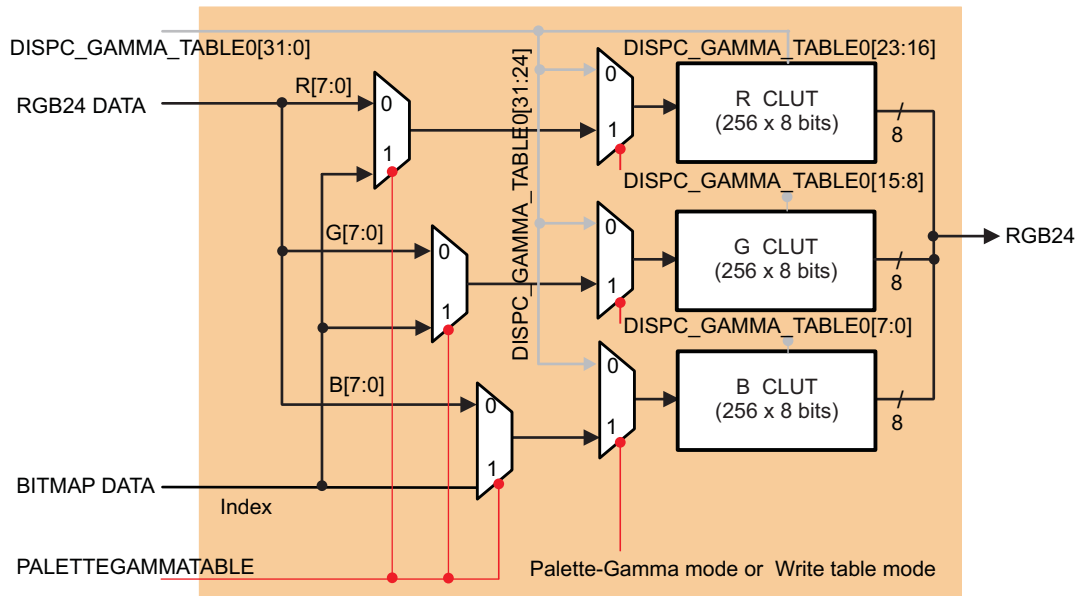 DISPC_GAMMA_TABLE0[31:0]
DISPC_GAMMA_TABLE0[23:16]
RGB24 DATA
R[7:0]
0
1
DISPC_GAMMA_TABLE0[31:24]
0
1
R CLUT
(256 x 8 bits)
8
DISPC_GAMMA_TABLE0[15:8]
G[7:0]
0
1
0
1
G CLUT
(256 x 8 bits)
8
RGB24
DISPC_GAMMA_TABLE0[7:0]
B[7:0]
0
1
0
1
B CLUT
(256 x 8 bits)
8
BITMAP DATA
Index
PALETTEGAMMATABLE
Palette-Gamma mode or Write table mode